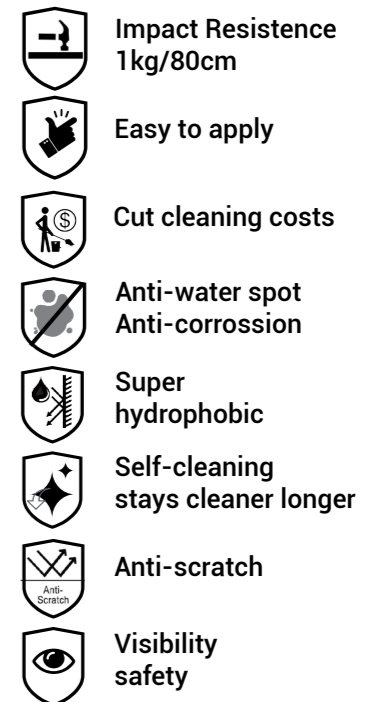 Impact Resistence
1kg/80cm
Easy to apply
$
Cut cleaning costs
Anti-water spot
Anti-corrossion
Super
hydrophobic
Self-cleaning
stays cleaner longer
Anti-
Scratch
Anti-scratch
Visibility
safety